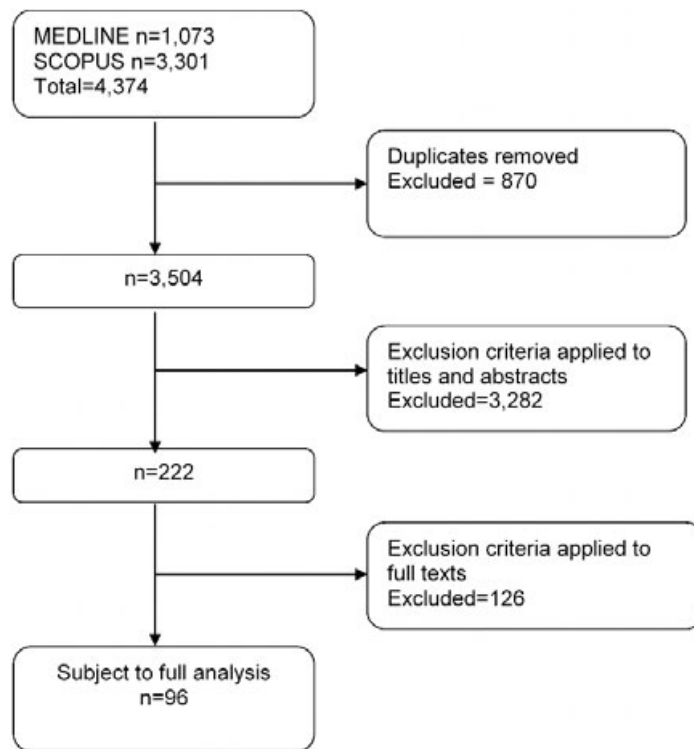 MEDLINE n=1,073
SCOPUS n=3,301
Total=4,374
Duplicates removed
Excluded = 870
n=3,504
Exclusion criteria applied to
titles and abstracts
Excluded=3,282
n=222
Exclusion criteria applied to
full texts
Excluded=126
Subject to full analysis
n=96